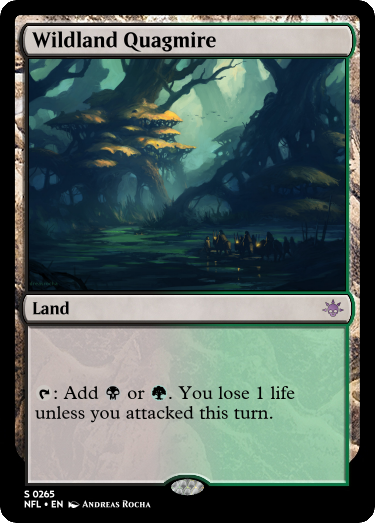 Wildland Quagmire
Land
: Add or . You lose 1 life
unless you attacked this turn.
S 0265
NFL • EN Andreas Rocha